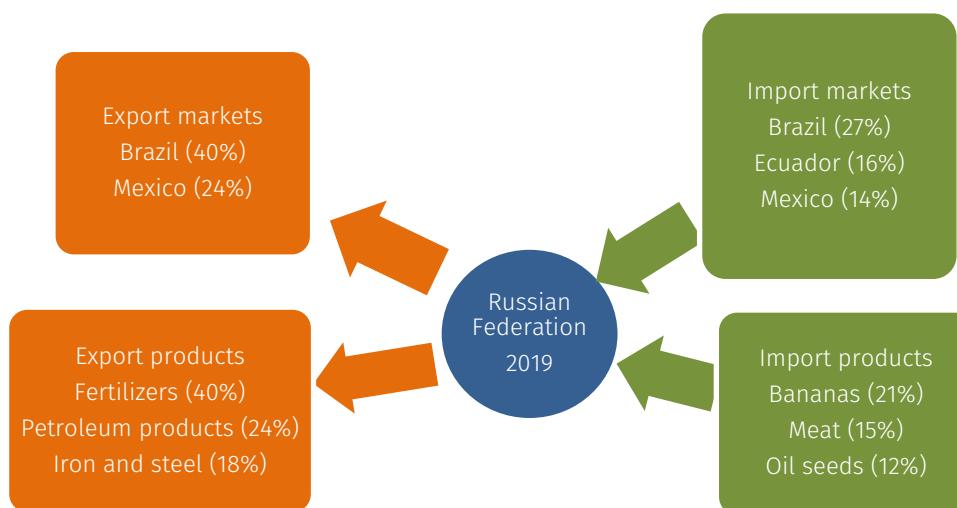 Export markets
Brazil (40%)
Mexico (24%)
Import markets
Brazil (27%)
Ecuador (16%)
Mexico (14%)
Russian
Federation
2019
Export products
Fertilizers (40%)
Petroleum products (24%)
Iron and steel (18%)
Import products
Bananas (21%)
Meat (15%)
Oil seeds (12%)